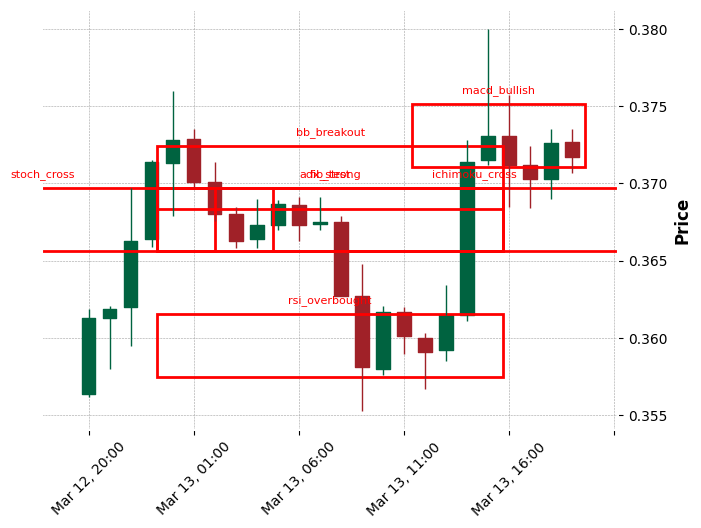 0.380
macd_bullish
0.375
bb_breakout
stoch_cross
ichimoku_cross
0.370
Price
0.365
rsi_overbought
0.360
0.355
Mar 12, 20:00
Mar 13, 01:00
Mar 13, 06:00
Mar 13, 11:00
Mar 13, 16:00